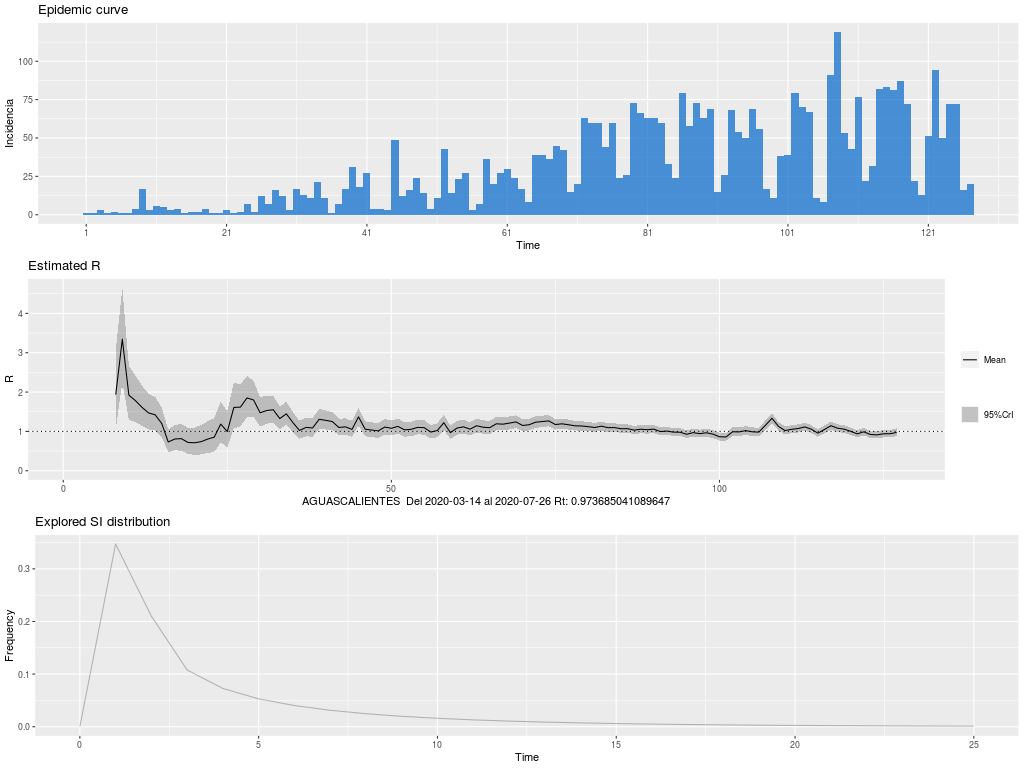 Epidemic curve
100
75
50
25
0
Incidencia
1 21 41 61 81 101 121
Time
Estimated R
4
3
2
1
0
R
0 50 100
AGUASCALIENTES Del 2020-03-14 al 2020-07-26 Rt: 0.973685041089647
Mean
95%CrI
Explored SI distribution
0.3
0.2
0.1
0.0
Frequency
0 5 10 15 20 25
Time